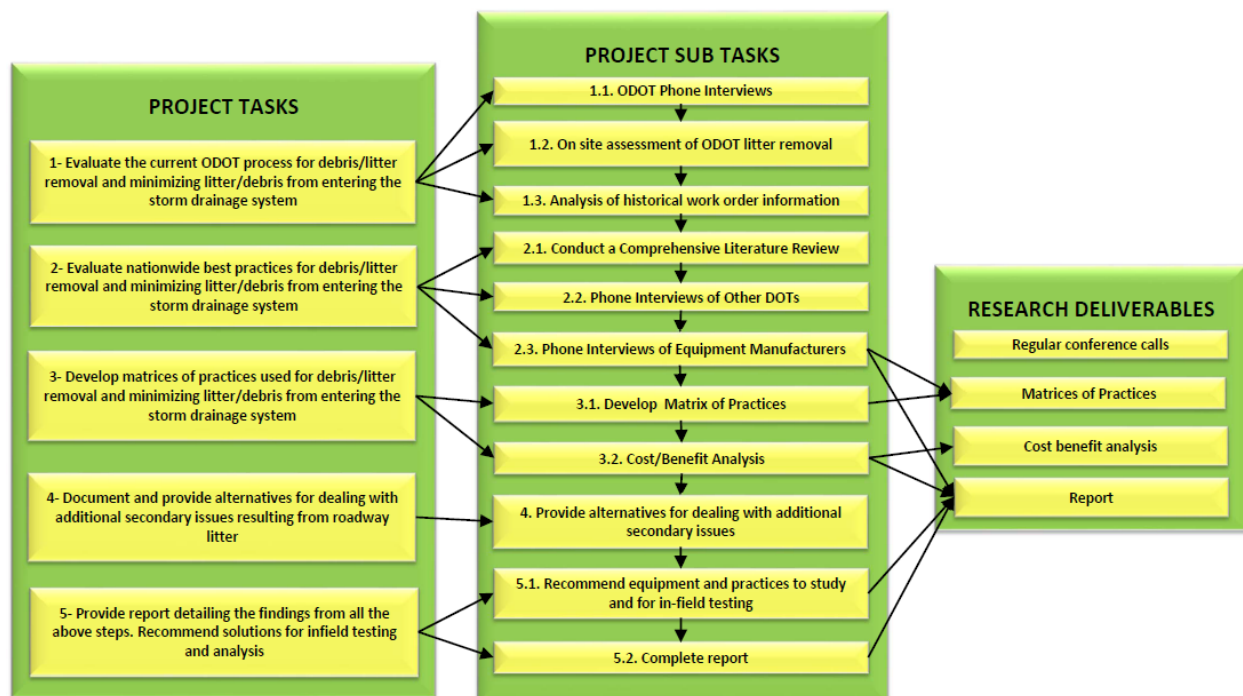 PROJECT TASKS
1- Evaluate the current ODOT process for debris/litter
removal and minimizing litter/debris from entering the
storm drainage system
2- Evaluate nationwide best practices for debris/litter
removal and minimizing litter/debris from entering the
storm drainage system
3- Develop matrices of practices used for debris/litter
removal and minimizing litter/debris from entering the
storm drainage system
4- Document and provide alternatives for dealing with
additional secondary issues resulting from roadway
litter
5- Provide report detailing the findings from all the
above steps. Recommend solutions for infield testing
and analysis
PROJECT SUB TASKS
1.1. ODOT Phone Interviews
1.2. On site assessment of ODOT litter removal
1.3. Analysis of historical work order information
2.1. Conduct a Comprehensive Literature Review
2.2. Phone Interviews of Other DOTs
2.3. Phone Interviews of Equipment Manufacturers
3.1. Develop Matrix of Practices
3.2. Cost/Benefit Analysis
4. Provide alternatives for dealing with additional
secondary issues
5.1. Recommend equipment and practices to study
and for in-field testing
5.2. Complete report
RESEARCH DELIVERABLES
Regular conference calls
Matrices of Practices
Cost benefit analysis
Report